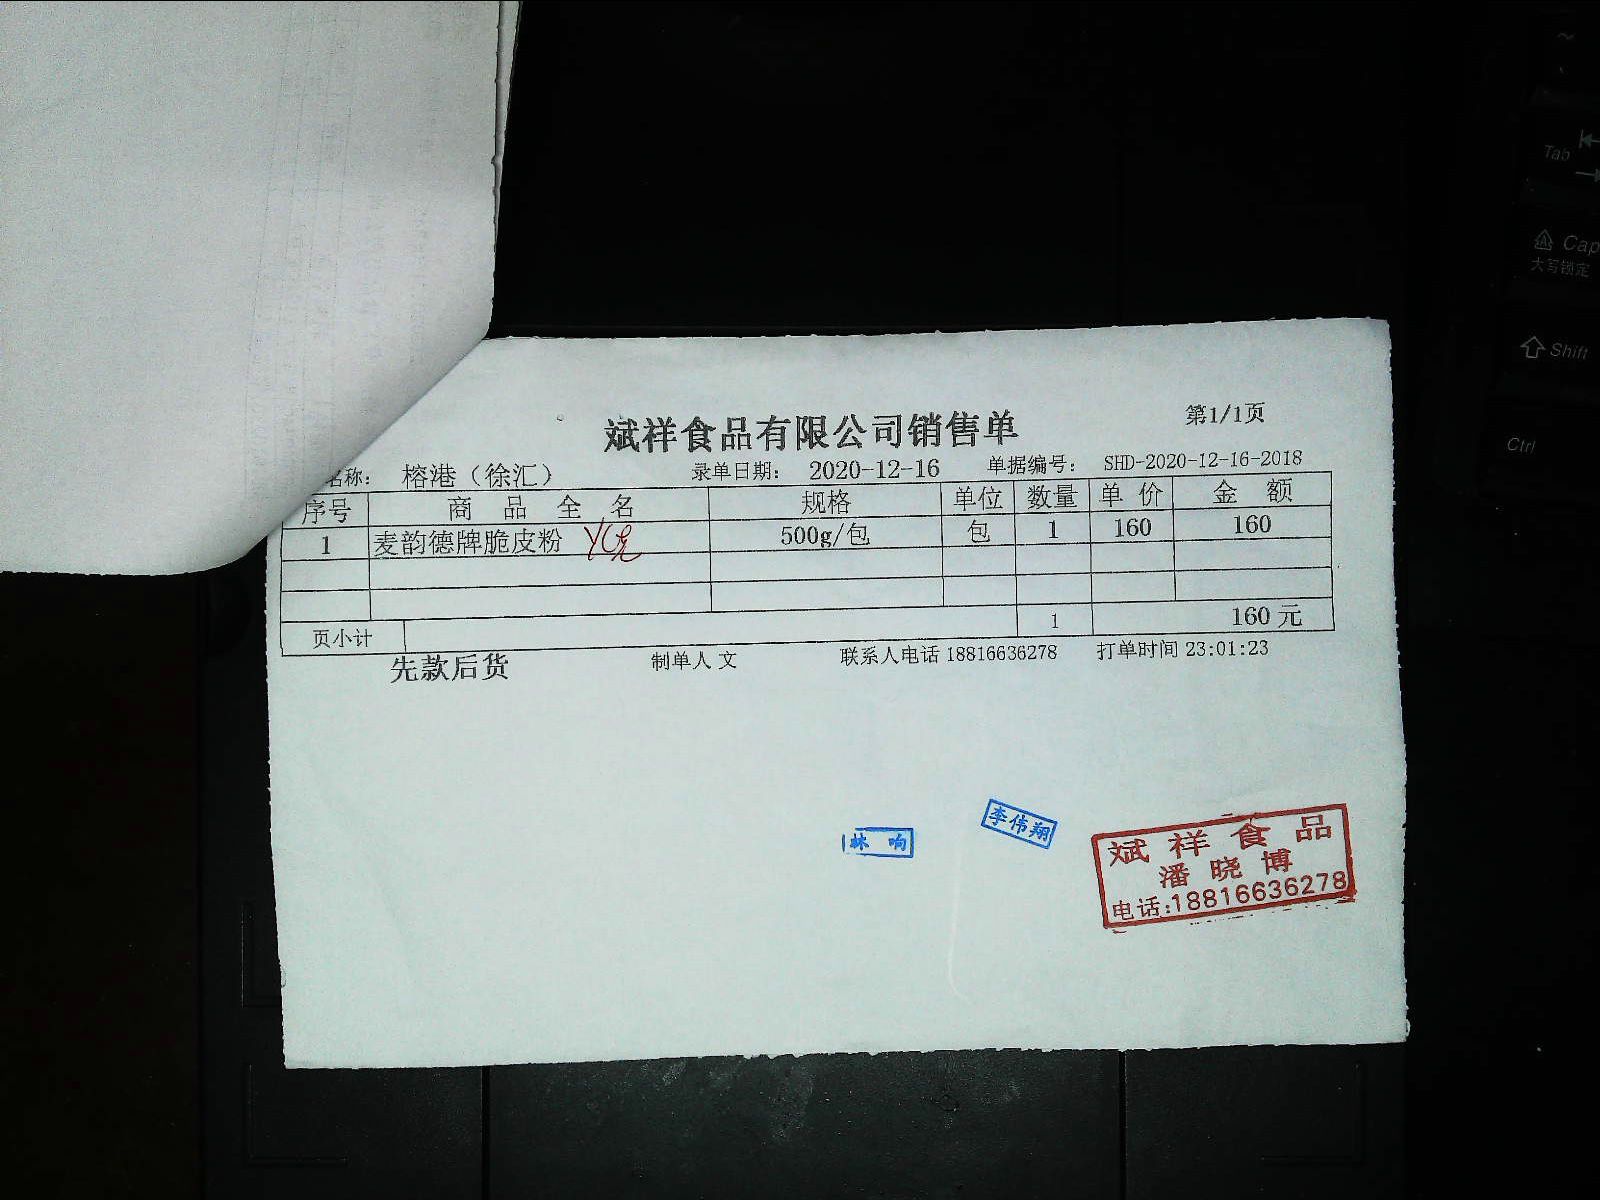 斌祥食品有限公司销售单
第1/1页
名称： 榕港（徐汇） 录单日期： 2020-12-16 单据编号： SHD-2020-12-16-2018
序号 商品全名 规格 单位 数量 单价 金额
1 麦韵德牌脆皮粉 500g/包 包 1 160 160
页小计 1 160元
先款后货 制单人 文 联系人电话 18816636278 打单时间 23:01:23
林响
李伟翔
斌祥食品
潘晓博
电话:18816636278
Tab
Cap
大写锁定
Shift
Ctrl